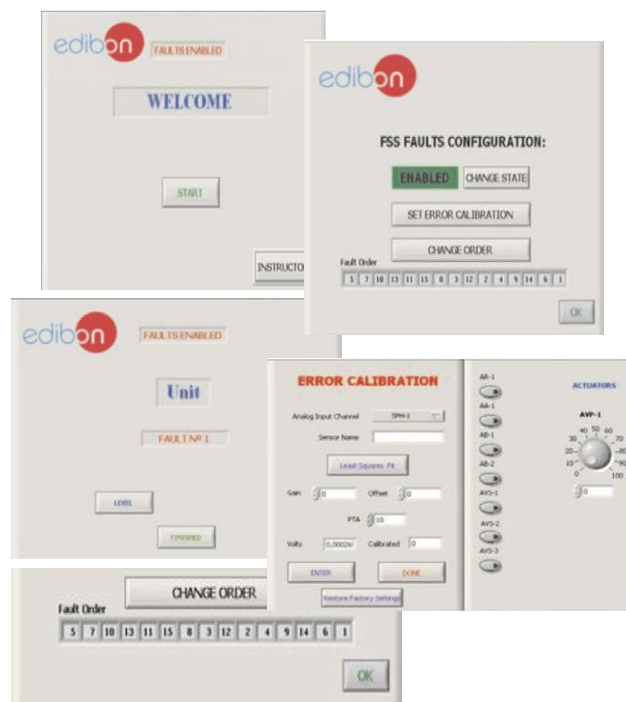 edibon
FAULTS ENABLED
WELCOME
START
INSTRUCTO
edibon
FSS FAULTS CONFIGURATION:
ENABLED CHANGE STATE
SET ERROR CALIBRATION
CHANGE ORDER
Fault Order
5 7 10 13 11 15 8 3 12 2 4 9 14 6 1
OK
edibon
FAULTS ENABLED
Unit
FAULT Nº 1
LEVEL
FINISHED
ERROR CALIBRATION
Analog Input Channel SPH-1
Sensor Name
Least Squares Fit
Gain 0 Offset 0
PTA 10
Volts Calibrated 0
ENTER DONE
Restore Factory Settings
AR-1
AA-1
AB-1
AB-2
AVS-1
AVS-2
AVS-3
ACTUATORS
AVP-1
0 10 20 30 40 50 60 70 80 90 100
0
CHANGE ORDER
Fault Order
5 7 10 13 11 15 8 3 12 2 4 9 14 6 1
OK